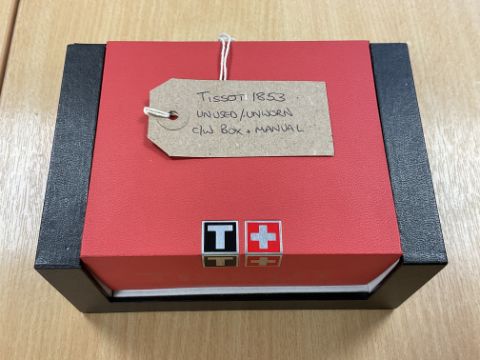 TISSOT 1853
UNUSED/UNWORN
C/W BOX + MANUAL
T